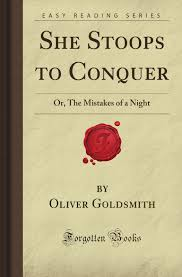 EASY READING SERIES
SHE STOOPS
TO CONQUER
Or, The Mistakes of a Night
BY
OLIVER GOLDSMITH
Forgotten Books